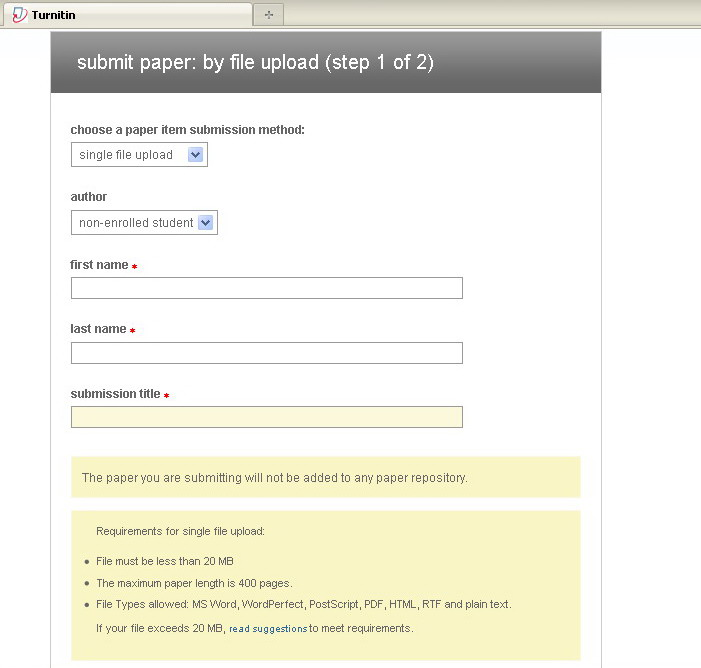 Turnitin
submit paper: by file upload (step 1 of 2)
choose a paper item submission method:
single file upload
author
non-enrolled student
first name *
last name *
submission title *
The paper you are submitting will not be added to any paper repository.
Requirements for single file upload:
• File must be less than 20 MB
• The maximum paper length is 400 pages.
• File Types allowed: MS Word, WordPerfect, PostScript, PDF, HTML, RTF and plain text.
If your file exceeds 20 MB, read suggestions to meet requirements.